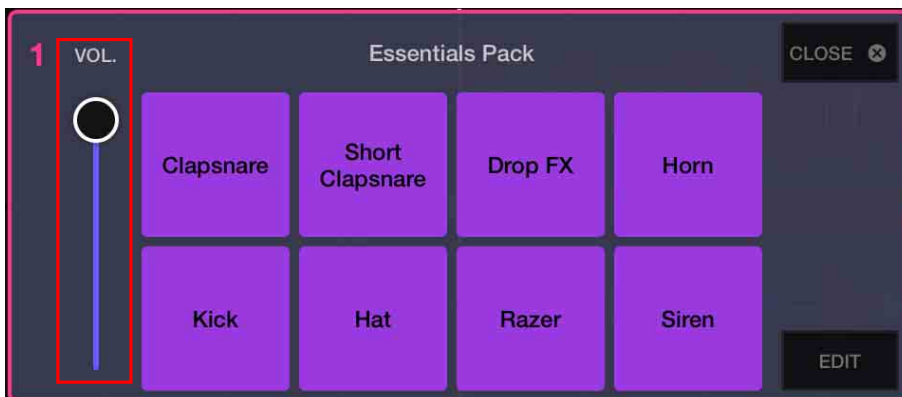 1 VOL. Essentials Pack CLOSE
Clapsnare
Short
Clapsnare
Drop FX
Horn
Kick
Hat
Razer
Siren
EDIT